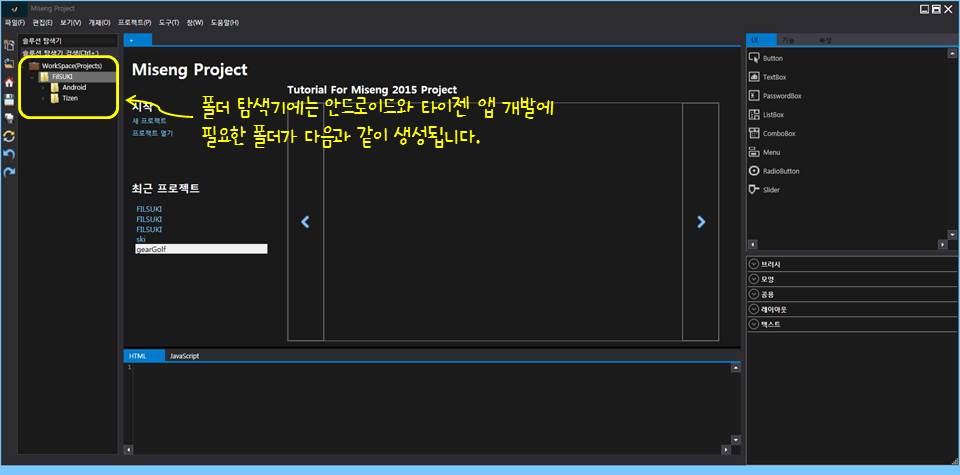 Miseng Project
파일(F) 편집(E) 보기(V) 개체(O) 프로젝트(P) 도구(T) 창(W) 도움말(H)
솔루션 탐색기
솔루션 탐색기 검색(Ctrl+;)
WorkSpace(Projects)
FilSUKI
Android
Tizen
+
Miseng Project
시작
새 프로젝트
프로젝트 열기
폴더 탐색기에는 안드로이드와 타이젠 앱 개발에
필요한 폴더가 다음과 같이 생성됩니다.
Tutorial For Miseng 2015 Project
최근 프로젝트
FILSUKI
FILSUKI
FILSUKI
ski
gearGolf
HTML JavaScript
1
UI 기능 속성
Button
TextBox
PasswordBox
ListBox
ComboBox
Menu
RadioButton
Slider
브러시
모양
공용
레이아웃
텍스트